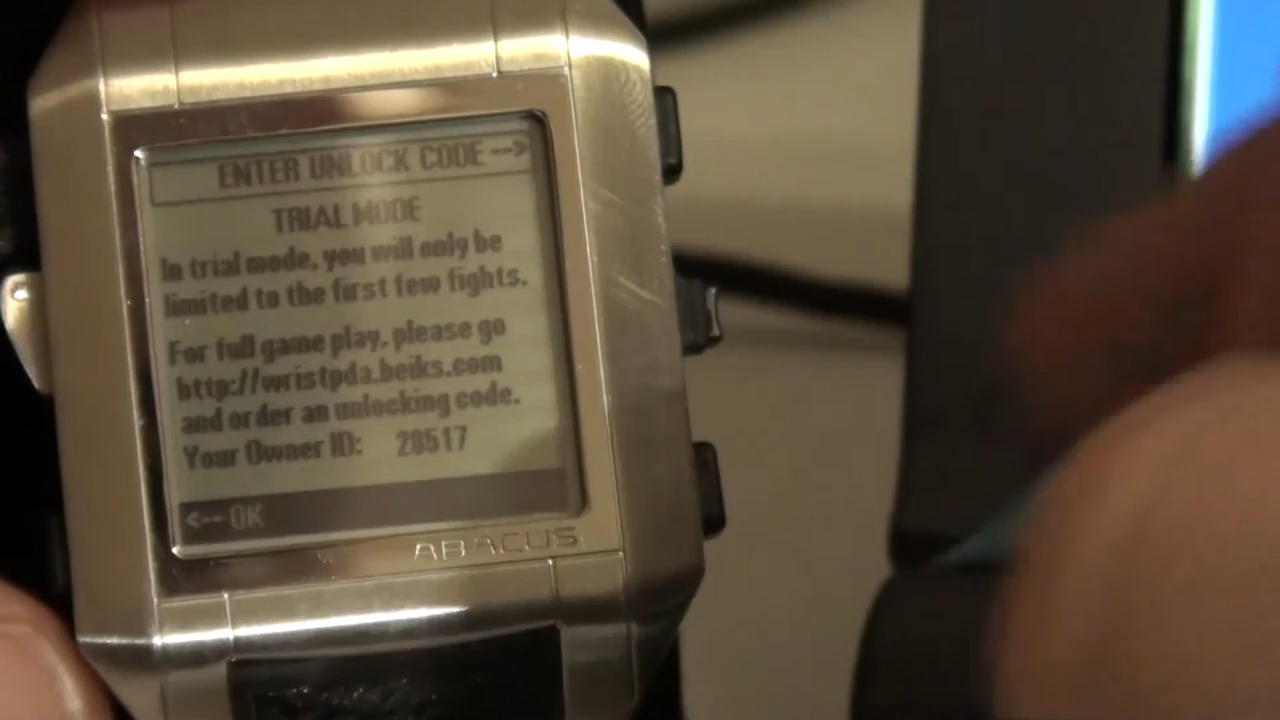 ENTER UNLOCK CODE -->
TRIAL MODE
In trial mode, you will only be
limited to the first few fights.
For full game play, please go
http://wristpda.beiks.com
and order an unlocking code.
Your Owner ID: 28517
<-- OK
ABACUS